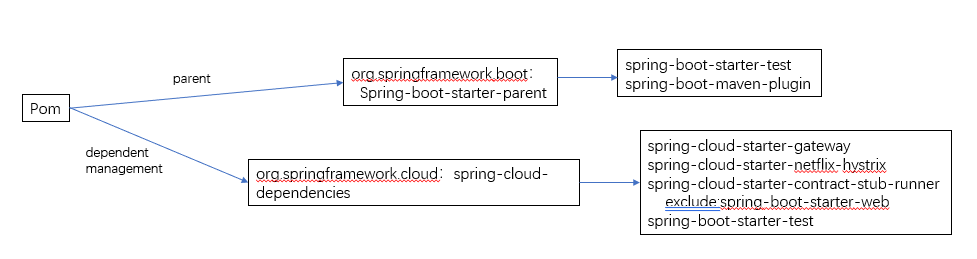 Pom
parent
dependent
management
org.springframework.boot：
Spring-boot-starter-parent
spring-boot-starter-test
spring-boot-maven-plugin
org.springframework.cloud：spring-cloud-
dependencies
spring-cloud-starter-gateway
spring-cloud-starter-netflix-hystrix
spring-cloud-starter-contract-stub-runner
exclude:spring-boot-starter-web
spring-boot-starter-test